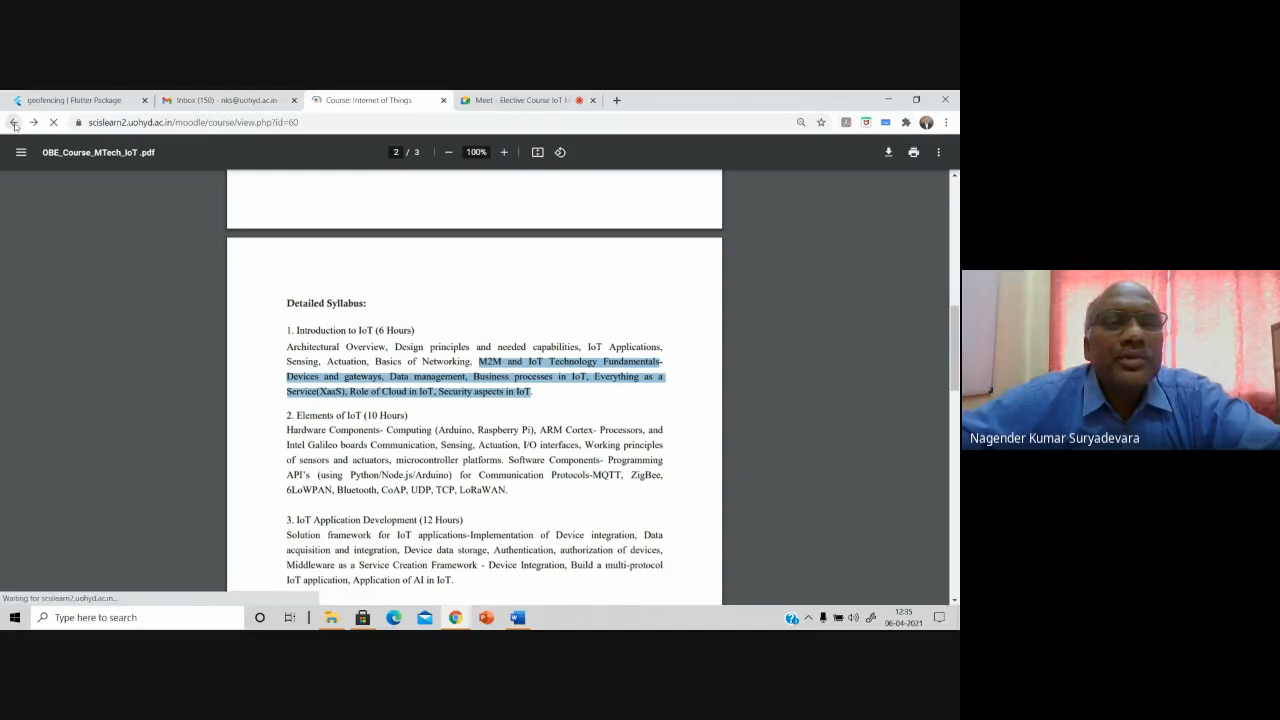 geofencing | Flutter Package
Inbox (150) - nks@uohyd.ac.in -
Course: Internet of Things
Meet - Elective Course IoT M
scislearn2.uohyd.ac.in/moodle/course/view.php?id=60
OBE_Course_MTech_IoT .pdf
2 / 3
100%
Detailed Syllabus:
1. Introduction to IoT (6 Hours)
Architectural Overview, Design principles and needed capabilities, IoT Applications,
Sensing, Actuation, Basics of Networking, M2M and IoT Technology Fundamentals-
Devices and gateways, Data management, Business processes in IoT, Everything as a
Service(XaaS), Role of Cloud in IoT, Security aspects in IoT.
2. Elements of IoT (10 Hours)
Hardware Components- Computing (Arduino, Raspberry Pi), ARM Cortex- Processors, and
Intel Galileo boards Communication, Sensing, Actuation, I/O interfaces, Working principles
of sensors and actuators, microcontroller platforms. Software Components- Programming
API's (using Python/Node.js/Arduino) for Communication Protocols-MQTT, ZigBee,
6LoWPAN, Bluetooth, CoAP, UDP, TCP, LoRaWAN.
3. IoT Application Development (12 Hours)
Solution framework for IoT applications-Implementation of Device integration, Data
acquisition and integration, Device data storage, Authentication, authorization of devices,
Middleware as a Service Creation Framework - Device Integration, Build a multi-protocol
IoT application, Application of AI in IoT.
Nagender Kumar Suryadevara
Waiting for scislearn2.uohyd.ac.in...
Type here to search
12:35
06-04-2021